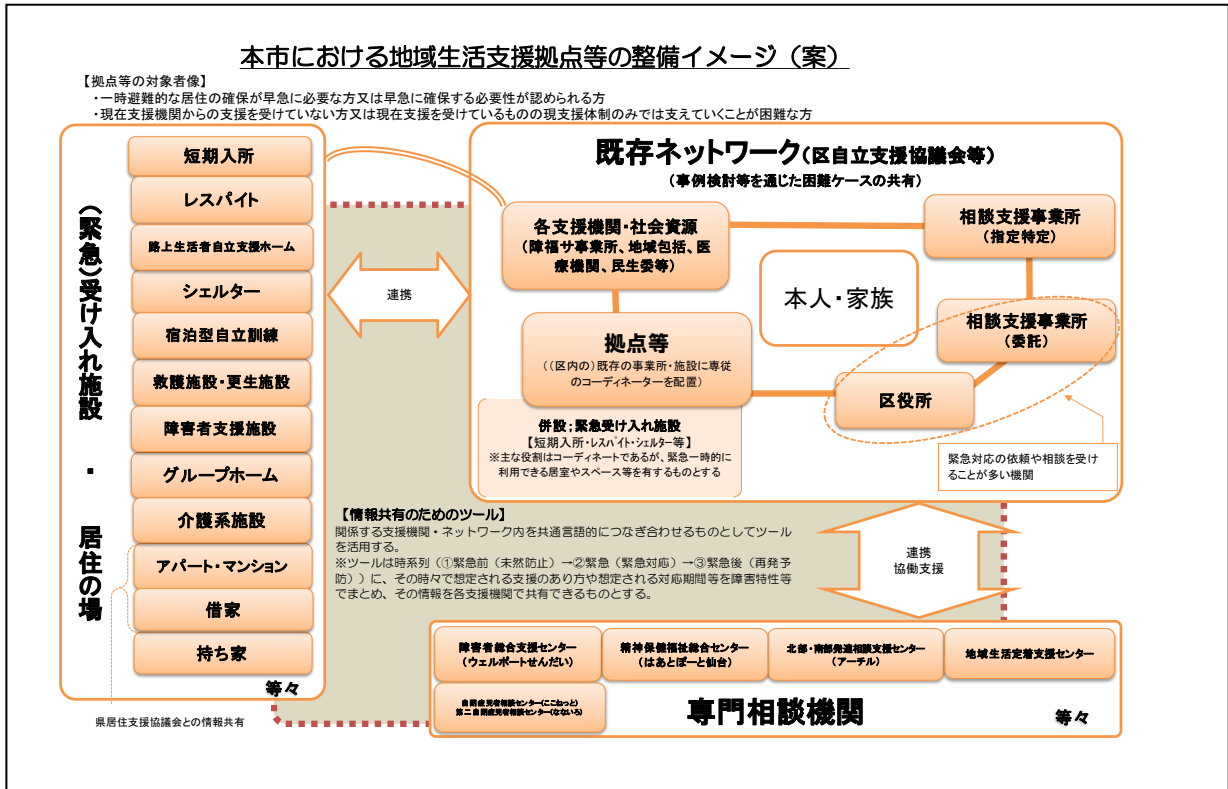 本市における地域生活支援拠点等の整備イメージ（案）
【拠点等の対象者像】
・一時避難的な居住の確保が早急に必要な方又は早急に確保する必要性が認められる方
・現在支援機関からの支援を受けていない方又は現在支援を受けているものの現支援体制のみでは支えていくことが困難な方
（緊急）受け入れ施設 ・ 居住の場
短期入所
レスパイト
路上生活者自立支援ホーム
シェルター
宿泊型自立訓練
救護施設・更生施設
障害者支援施設
グループホーム
介護系施設
アパート・マンション
借家
持ち家
等々
県居住支援協議会との情報共有
連携
既存ネットワーク（区自立支援協議会等）
（事例検討等を通じた困難ケースの共有）
各支援機関・社会資源
（障福サ事業所、地域包括、医
療機関、民生委等）
相談支援事業所
（指定特定）
本人・家族
相談支援事業所
（委託）
拠点等
（（区内の）既存の事業所・施設に専従
のコーディネーターを配置）
区役所
併設；緊急受け入れ施設
【短期入所・レスパイト・シェルター等】
※主な役割はコーディネートであるが、緊急一時的に
利用できる居室やスペース等を有するものとする
緊急対応の依頼や相談を受け
ることが多い機関
【情報共有のためのツール】
関係する支援機関・ネットワーク内を共通言語的につなぎ合わせるものとしてツール
を活用する。
※ツールは時系列（①緊急前（未然防止）→②緊急（緊急対応）→③緊急後（再発予
防））に、その時々で想定される支援のあり方や想定される対応期間等を障害特性等
でまとめ、その情報を各支援機関で共有できるものとする。
連携
協働支援
障害者総合支援センター
（ウェルポートせんだい）
精神保健福祉総合センター
（はあとぽーと仙台）
北部・南部発達相談支援センター
（アーチル）
地域生活定着支援センター
自閉症児者相談センター（ここねっと）
第二自閉症児者相談センター（なないろ）
専門相談機関
等々